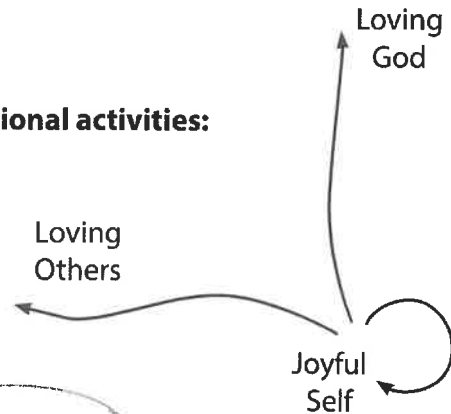 Loving
God
ional activities:
Loving
Others
Joyful
Self